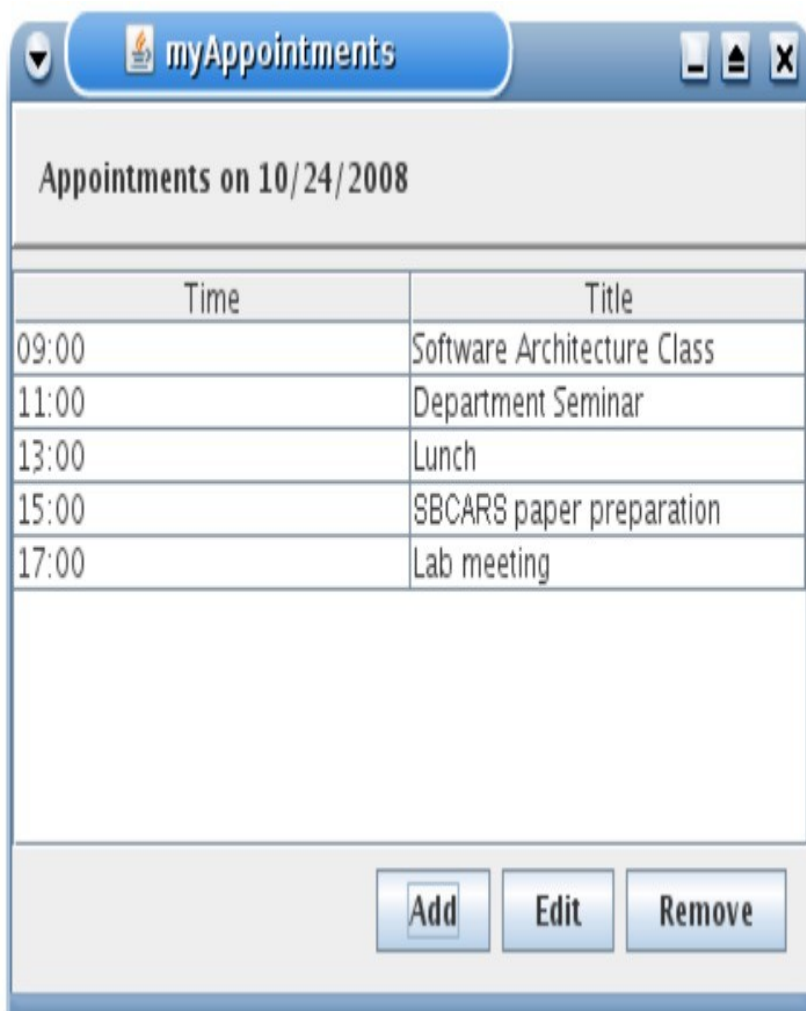 myAppointments
Appointments on 10/24/2008
Time Title
09:00 Software Architecture Class
11:00 Department Seminar
13:00 Lunch
15:00 SBCARS paper preparation
17:00 Lab meeting
Add Edit Remove